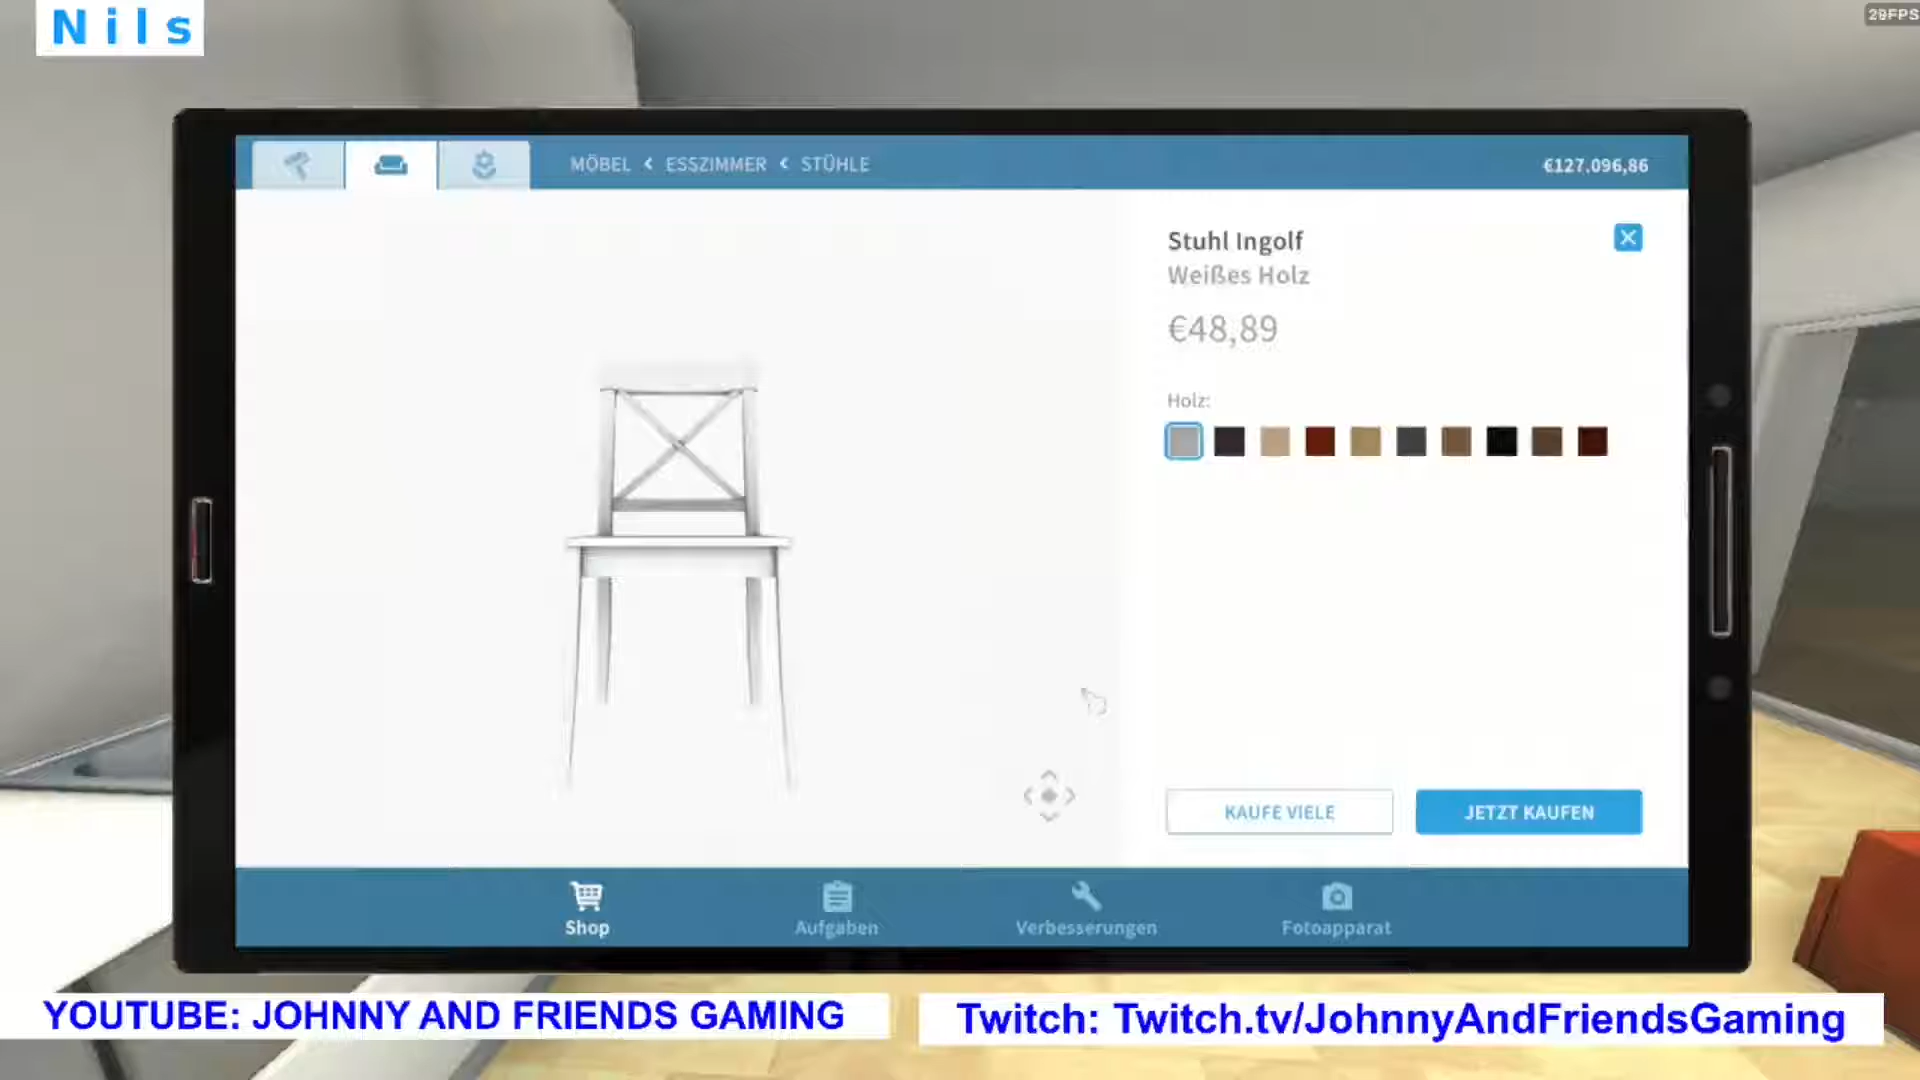 Nils
29FPS
MÖBEL < ESSZIMMER < STÜHLE
€127.096,86
Stuhl Ingolf
Weißes Holz
€48,89
Holz:
KAUFE VIELE
JETZT KAUFEN
Shop
Aufgaben
Verbesserungen
Fotoapparat
YOUTUBE: JOHNNY AND FRIENDS GAMING
Twitch: Twitch.tv/JohnnyAndFriendsGaming